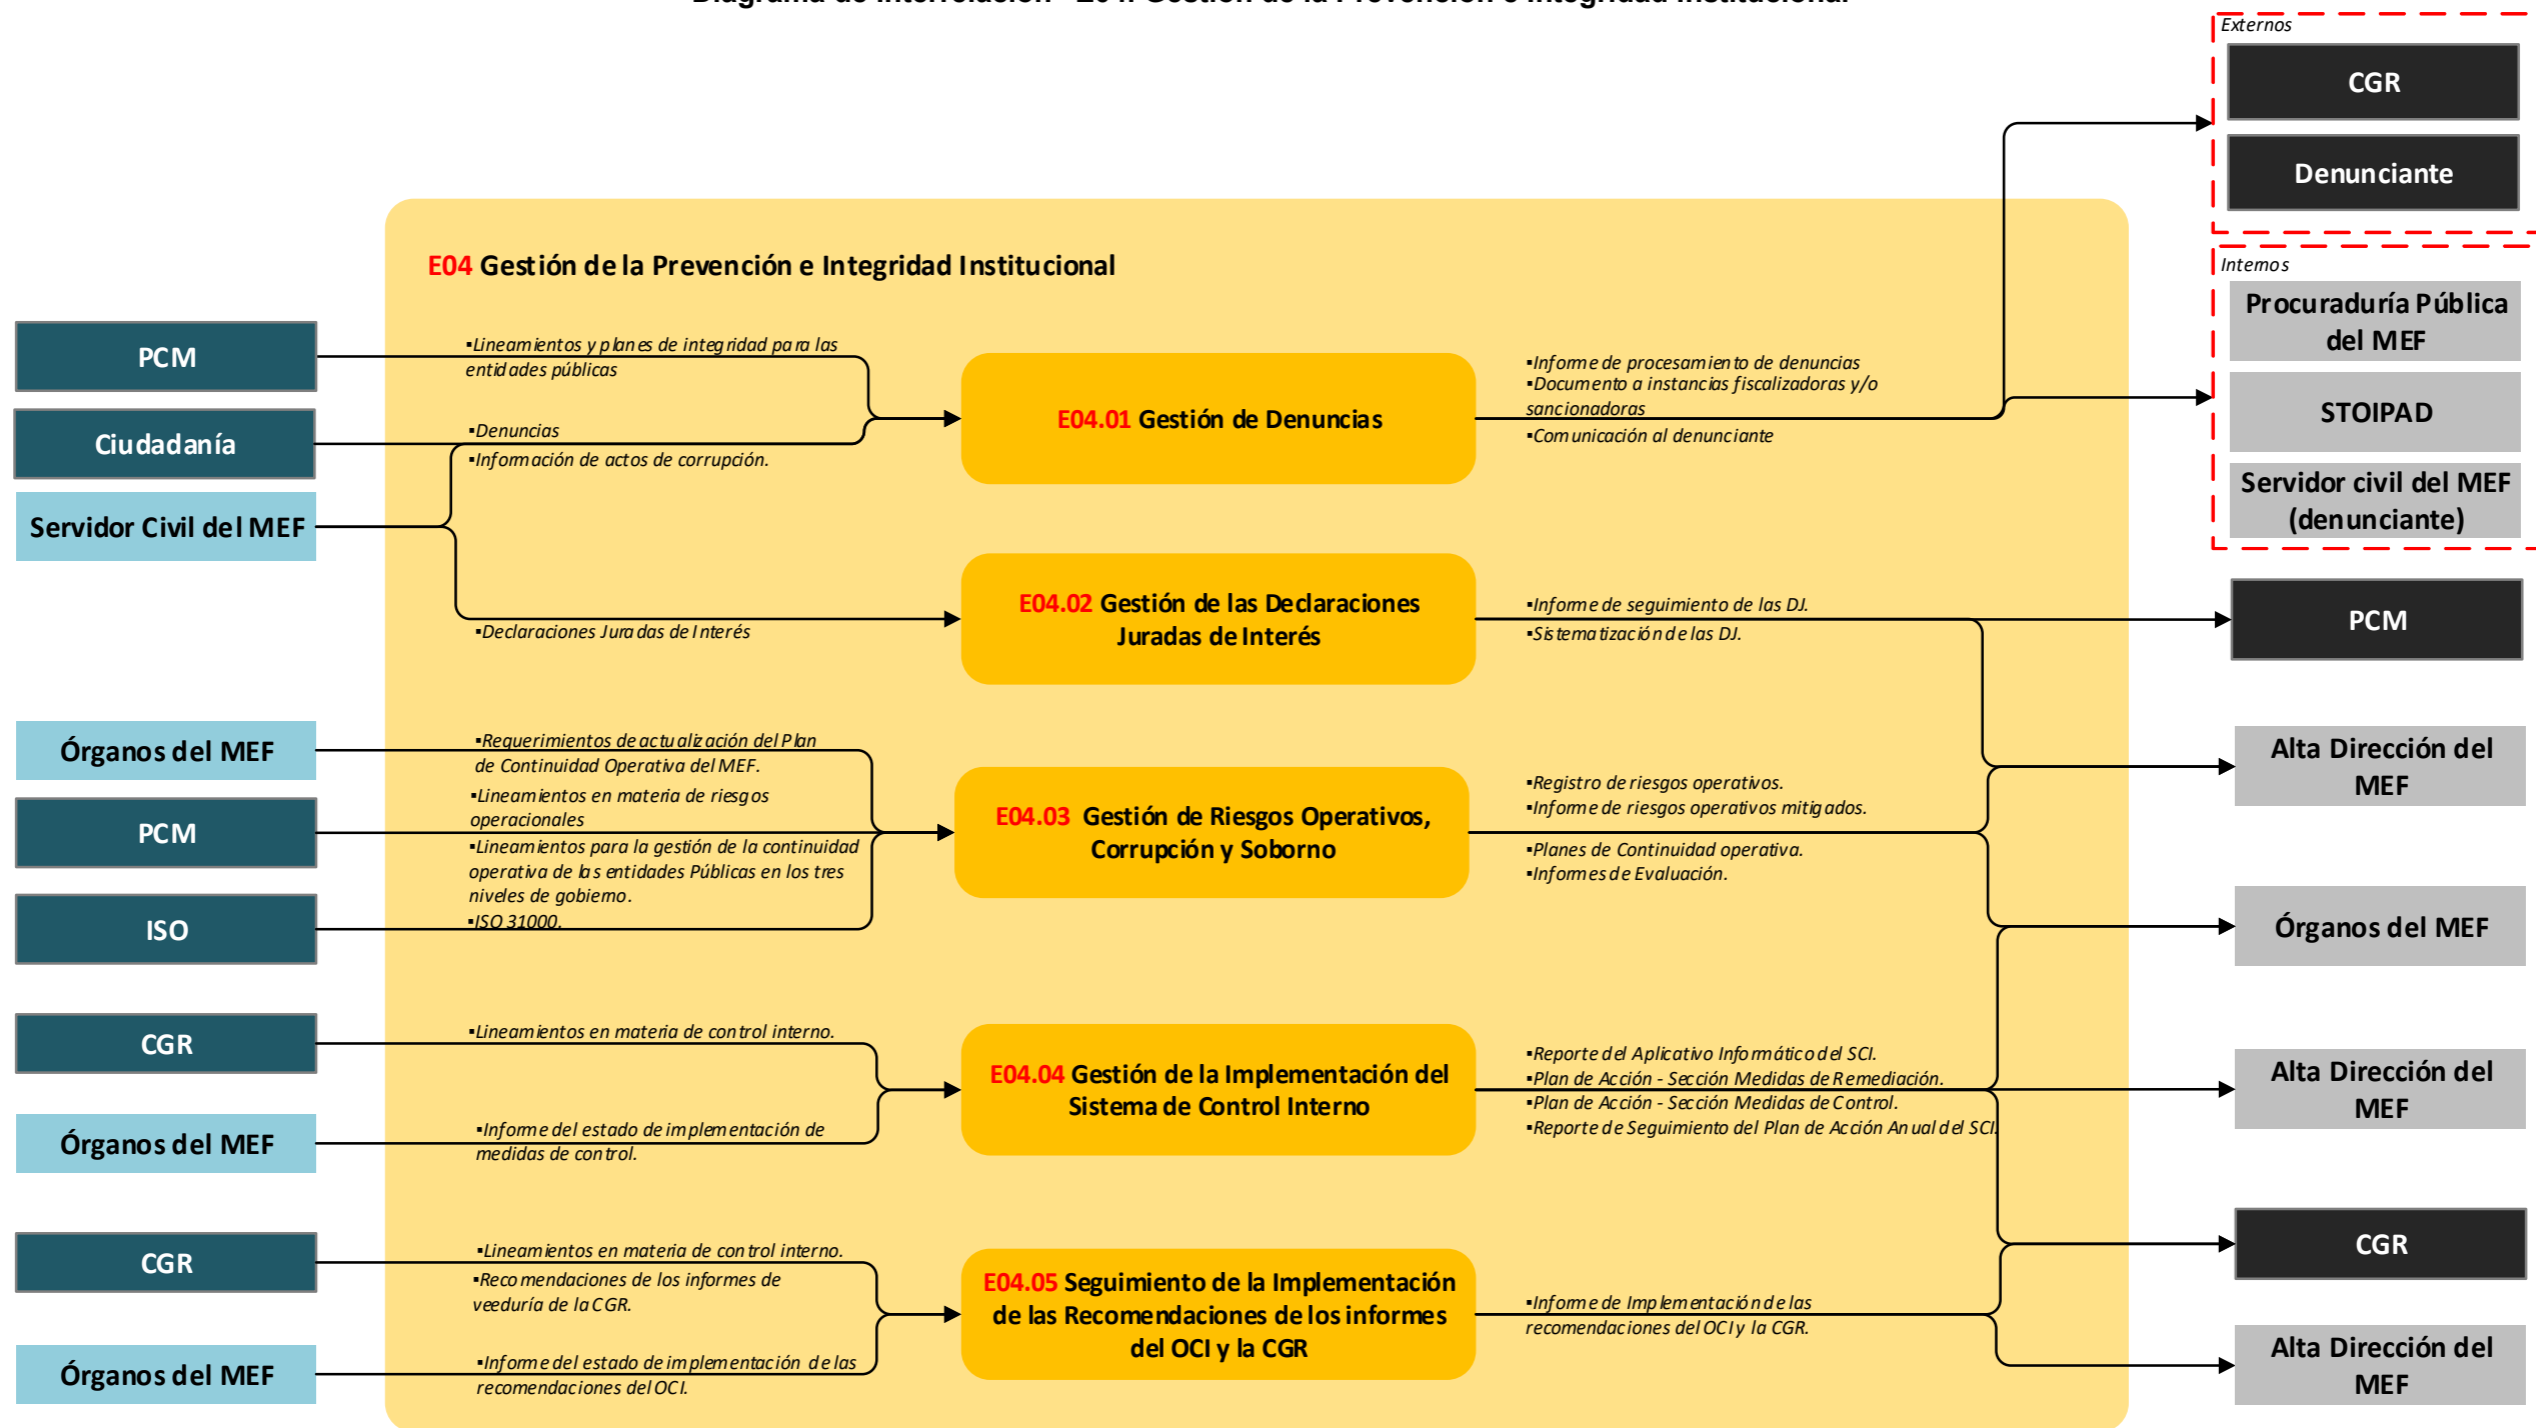 Diagrama de Interrelación - E04. Gestión de la Prevención e Integridad Institucional
Externos
CGR
Denunciante
Internos
Procuraduría Pública
del MEF
STOIPAD
Servidor civil del MEF
(denunciante)
E04 Gestión de la Prevención e Integridad Institucional
PCM
▪Lineamientos y planes de integridad para las
entidades públicas
Ciudadanía
▪Denuncias
▪Información de actos de corrupción.
Servidor Civil del MEF
E04.01 Gestión de Denuncias
▪Informe de procesamiento de denuncias
▪Documento a instancias fiscalizadoras y/o
sancionadoras
▪Comunicación al denunciante
▪Declaraciones Juradas de Interés
E04.02 Gestión de las Declaraciones
Juradas de Interés
▪Informe de seguimiento de las DJ.
▪Sistematización de las DJ.
PCM
Órganos del MEF
▪Requerimientos de actualización del Plan
de Continuidad Operativa del MEF.
▪Lineamientos en materia de riesgos
operacionales
PCM
▪Lineamientos para la gestión de la continuidad
operativa de las entidades Públicas en los tres
niveles de gobierno.
ISO
▪ISO 31000.
E04.03 Gestión de Riesgos Operativos,
Corrupción y Soborno
▪Registro de riesgos operativos.
▪Informe de riesgos operativos mitigados.
▪Planes de Continuidad operativa.
▪Informes de Evaluación.
Alta Dirección del
MEF
Órganos del MEF
CGR
▪Lineamientos en materia de control interno.
Órganos del MEF
▪Informe del estado de implementación de
medidas de control.
E04.04 Gestión de la Implementación del
Sistema de Control Interno
▪Reporte del Aplicativo Informático del SCI.
▪Plan de Acción - Sección Medidas de Remediación.
▪Plan de Acción - Sección Medidas de Control.
▪Reporte de Seguimiento del Plan de Acción Anual del SCI.
Alta Dirección del
MEF
CGR
▪Lineamientos en materia de control interno.
▪Recomendaciones de los informes de
veeduría de la CGR.
Órganos del MEF
▪Informe del estado de implementación de las
recomendaciones del OCI.
E04.05 Seguimiento de la Implementación
de las Recomendaciones de los informes
del OCI y la CGR
▪Informe de Implementación de las
recomendaciones del OCI y la CGR.
CGR
Alta Dirección del
MEF